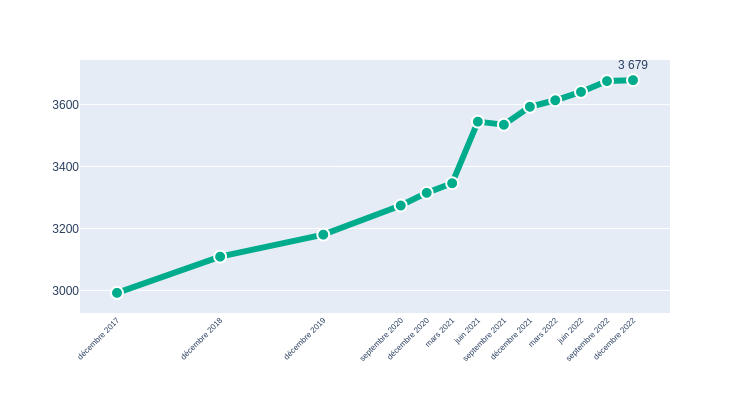 3 679
3600
3400
3200
3000
décembre 2017
décembre 2018
décembre 2019
septembre 2020
décembre 2020
mars 2021
juin 2021
septembre 2021
décembre 2021
mars 2022
juin 2022
septembre 2022
décembre 2022